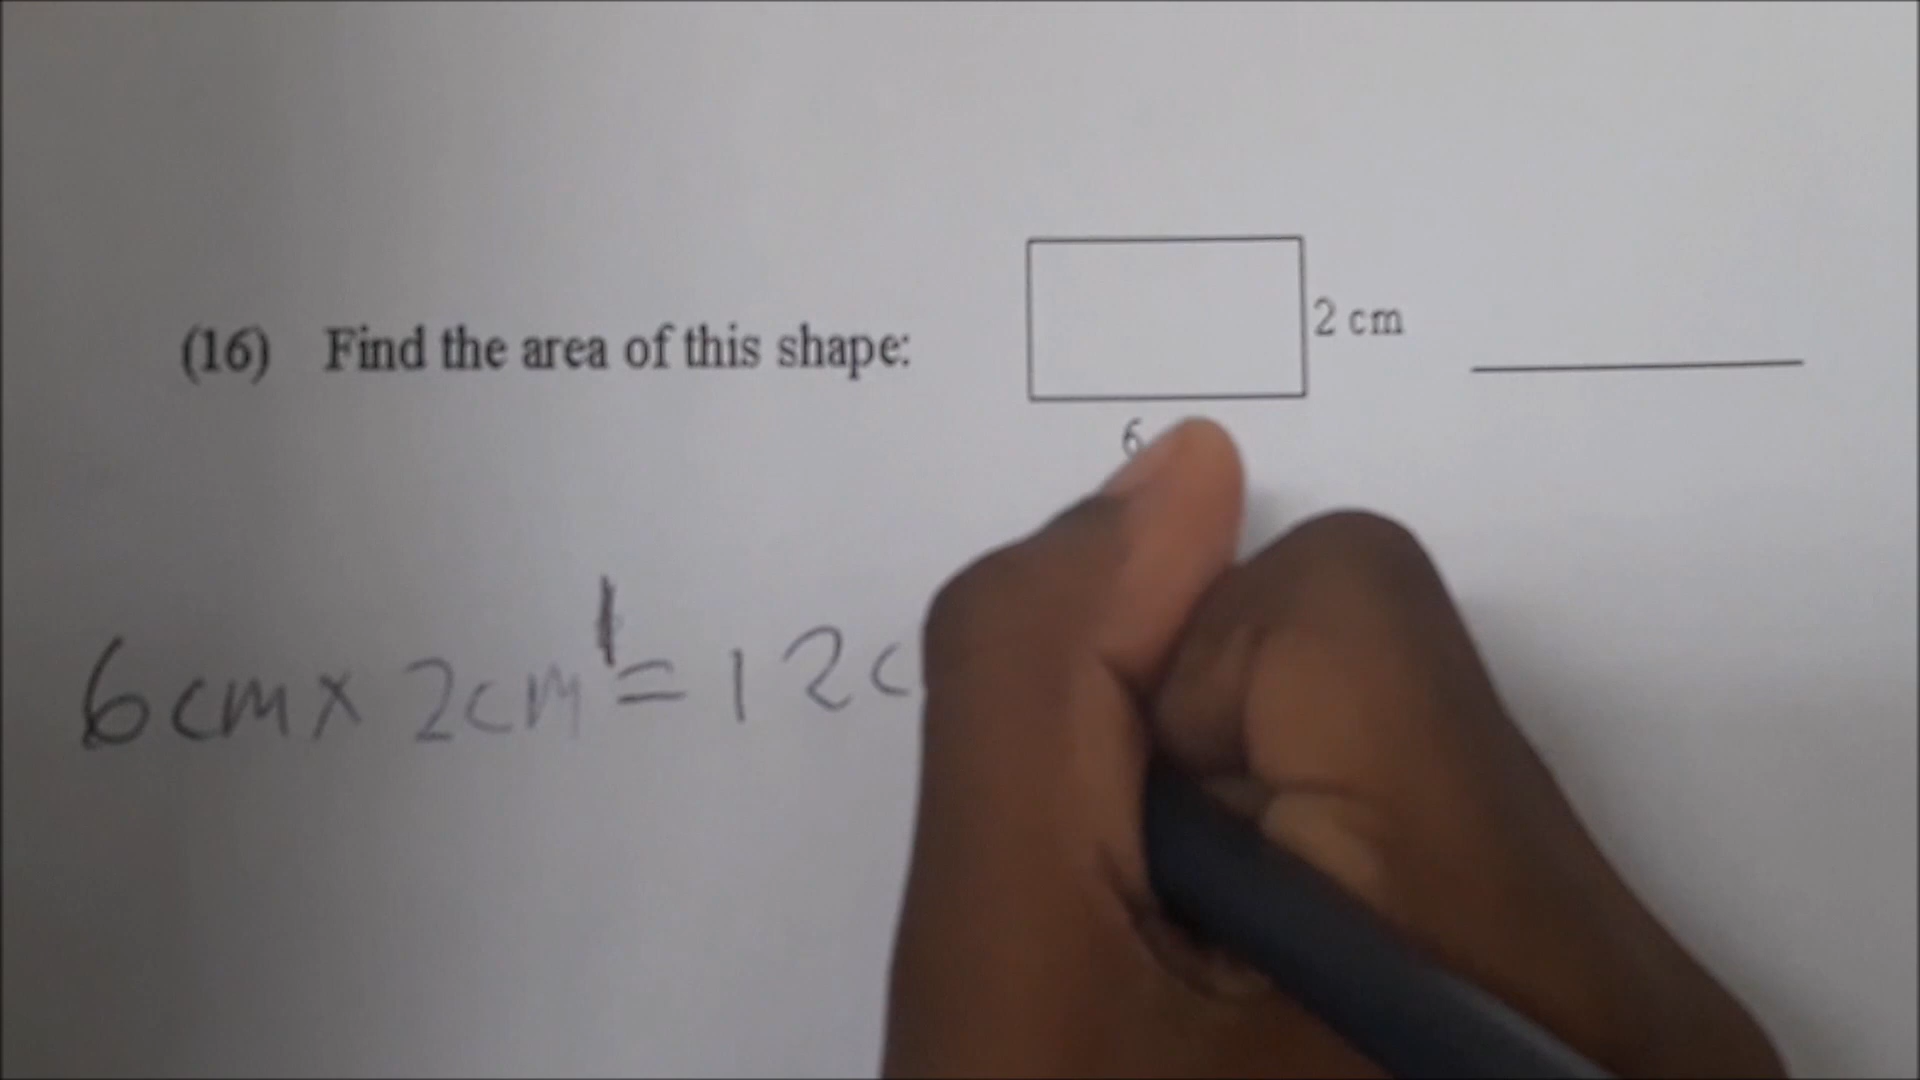 (16) Find the area of this shape:
2 cm
6
6cm x 2cm = 12c